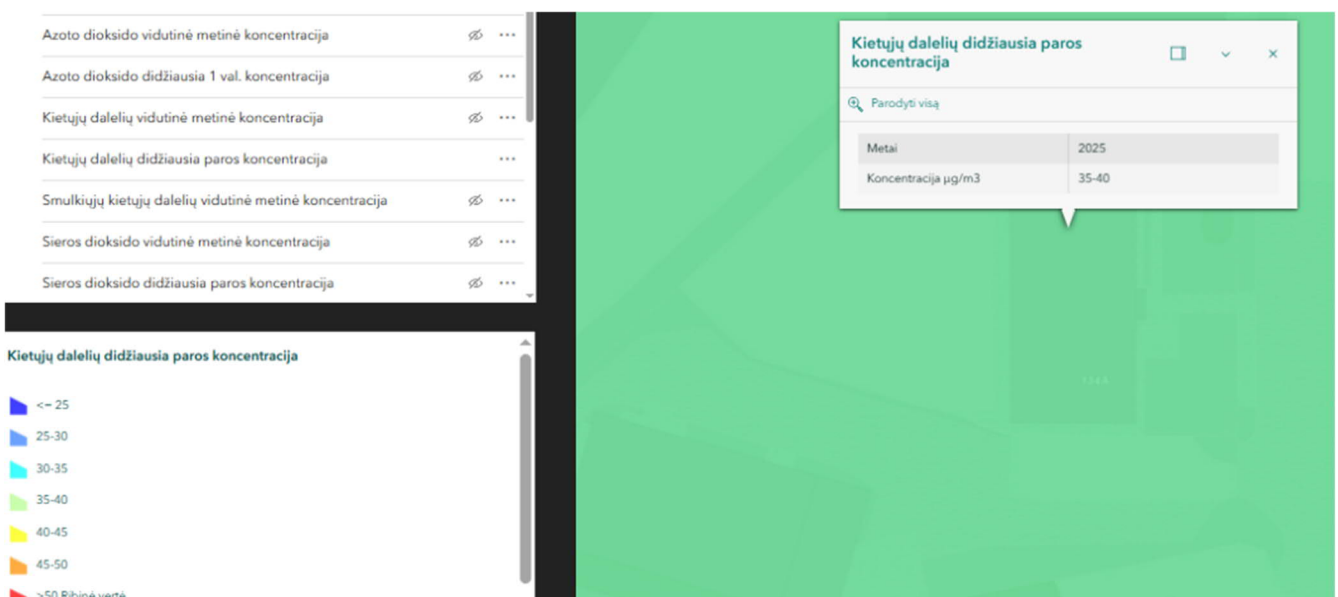 Azoto dioksido vidutinė metinė koncentracija
Azoto dioksido didžiausia 1 val. koncentracija
Kietųjų dalelių vidutinė metinė koncentracija
Kietųjų dalelių didžiausia paros koncentracija
Smulkiųjų kietųjų dalelių vidutinė metinė koncentracija
Sieros dioksido vidutinė metinė koncentracija
Sieros dioksido didžiausia paros koncentracija
Kietųjų dalelių didžiausia paros koncentracija
<= 25
25-30
30-35
35-40
40-45
45-50
>50 Ribinė vertė
Kietųjų dalelių didžiausia paros
koncentracija
Parodyti visą
Metai 2025
Koncentracija µg/m3 35-40